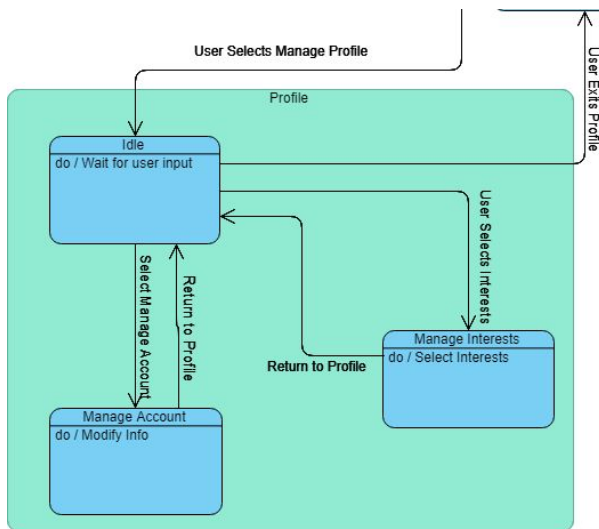 User Selects Manage Profile
User Exits Profile
Profile
Idle
do / Wait for user input
User Selects Interests
Select Manage Account
Return to Profile
Manage Interests
do / Select Interests
Return to Profile
Manage Account
do / Modify Info